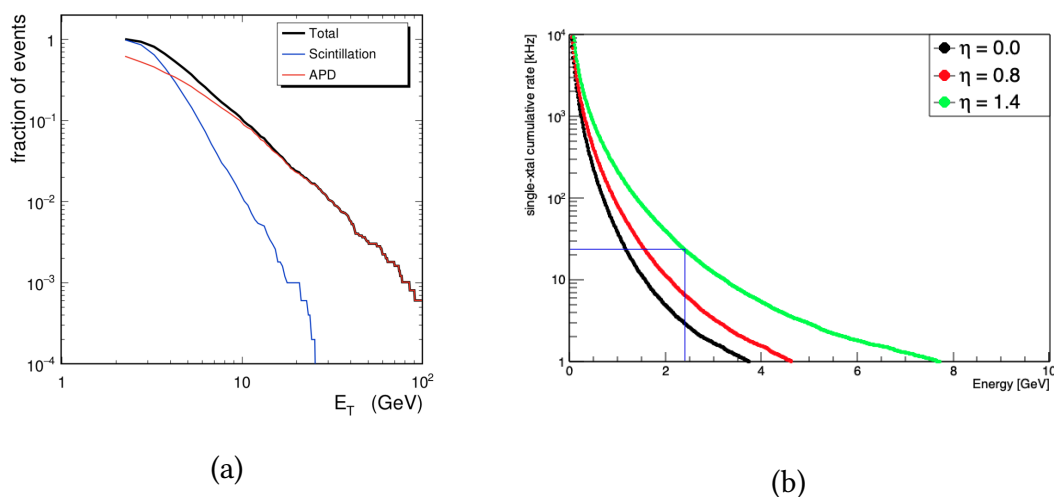 Total
Scintillation
APD
fraction of events
1
10⁻¹
10⁻²
10⁻³
10⁻⁴
1
10
10²
E_T (GeV)
(a)
η = 0.0
η = 0.8
η = 1.4
single-xtal cumulative rate [kHz]
10⁴
10³
10²
10
1
0
2
4
6
8
10
Energy [GeV]
(b)